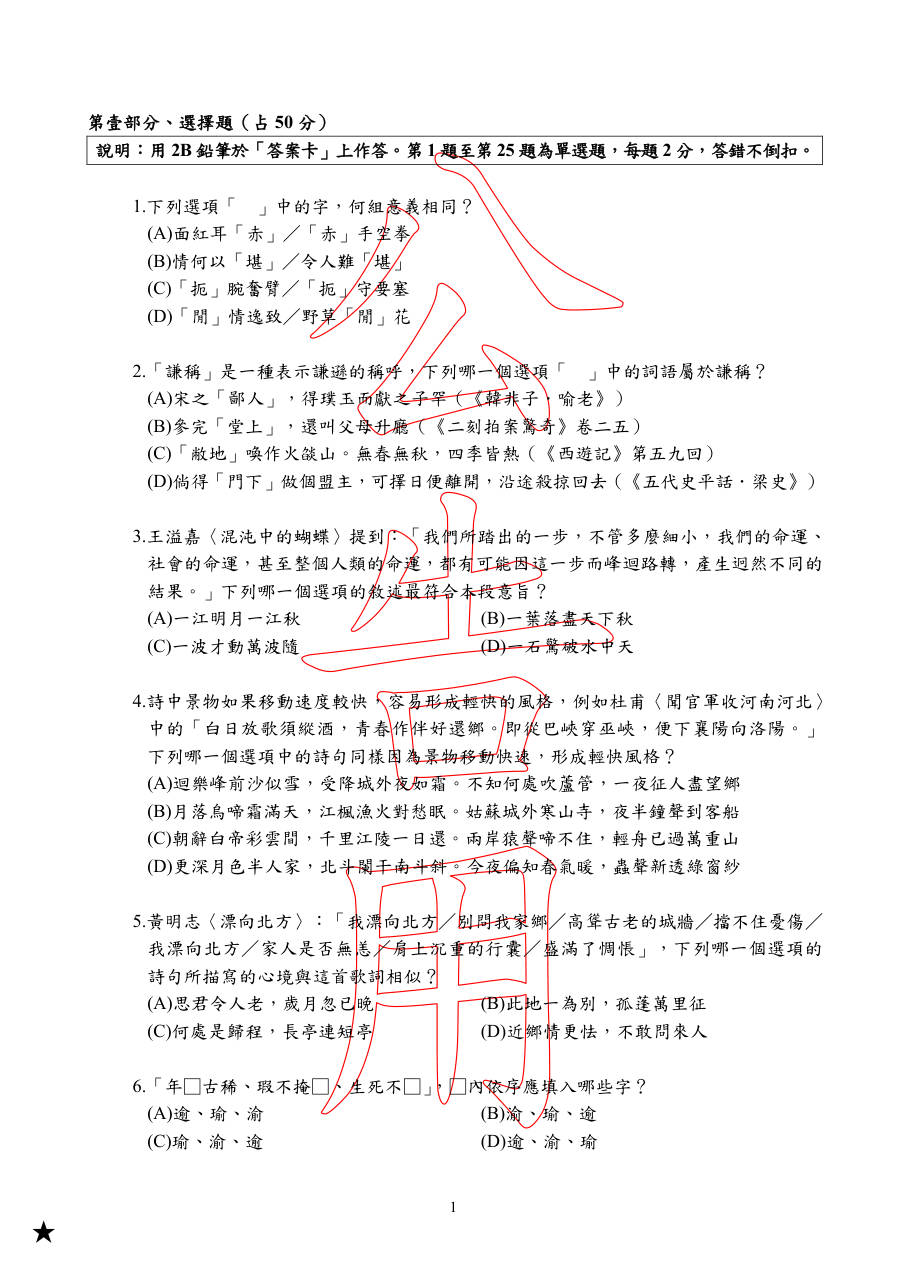 第壹部分、選擇題（占 50 分）
說明：用 2B 鉛筆於「答案卡」上作答。第 1 題至第 25 題為單選題，每題 2 分，答錯不倒扣。
1.下列選項「　」中的字，何組意義相同？
(A)面紅耳「赤」／「赤」手空拳
(B)情何以「堪」／令人難「堪」
(C)「扼」腕奮臂／「扼」守要塞
(D)「閒」情逸致／野草「閒」花
2.「謙稱」是一種表示謙遜的稱呼，下列哪一個選項「　」中的詞語屬於謙稱？
(A)宋之「鄙人」，得璞玉而獻之子罕（《韓非子．喻老》）
(B)參完「堂上」，還叫父母升廳（《二刻拍案驚奇》卷二五）
(C)「敝地」喚作火燄山。無春無秋，四季皆熱（《西遊記》第五九回）
(D)倘得「門下」做個盟主，可擇日便離開，沿途殺掠回去（《五代史平話．梁史》）
3.王溢嘉〈混沌中的蝴蝶〉提到：「我們所踏出的一步，不管多麼細小，我們的命運、
社會的命運，甚至整個人類的命運，都有可能因這一步而峰迴路轉，產生迥然不同的
結果。」下列哪一個選項的敘述最符合本段意旨？
(A)一江明月一江秋 (B)一葉落盡天下秋
(C)一波才動萬波隨 (D)一石驚破水中天
4.詩中景物如果移動速度較快，容易形成輕快的風格，例如杜甫〈聞官軍收河南河北〉
中的「白日放歌須縱酒，青春作伴好還鄉。即從巴峽穿巫峽，便下襄陽向洛陽。」
下列哪一個選項中的詩句同樣因為景物移動快速，形成輕快風格？
(A)迴樂峰前沙似雪，受降城外夜如霜。不知何處吹蘆管，一夜征人盡望鄉
(B)月落烏啼霜滿天，江楓漁火對愁眠。姑蘇城外寒山寺，夜半鐘聲到客船
(C)朝辭白帝彩雲間，千里江陵一日還。兩岸猿聲啼不住，輕舟已過萬重山
(D)更深月色半人家，北斗闌干南斗斜。今夜偏知春氣暖，蟲聲新透綠窗紗
5.黃明志〈漂向北方〉：「我漂向北方／別問我家鄉／高聳古老的城牆／擋不住憂傷／
我漂向北方／家人是否無恙／肩上沉重的行囊／盛滿了惆悵」，下列哪一個選項的
詩句所描寫的心境與這首歌詞相似？
(A)思君令人老，歲月忽已晚 (B)此地一為別，孤蓬萬里征
(C)何處是歸程，長亭連短亭 (D)近鄉情更怯，不敢問來人
6.「年□古稀、瑕不掩□、生死不□」，□內依序應填入哪些字？
(A)逾、瑜、渝 (B)渝、瑜、逾
(C)瑜、渝、逾 (D)逾、渝、瑜
1
★
公告用